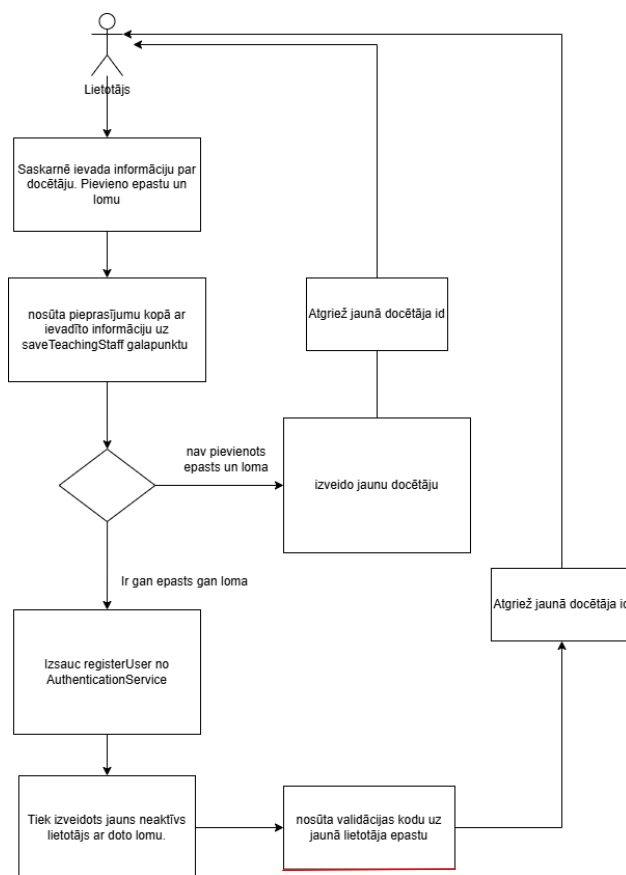 Lietotājs
Saskarnē ievada informāciju par
docētāju. Pievieno epastu un
lomu
nosūta pieprasījumu kopā ar
ievadīto informāciju uz
saveTeachingStaff galapunktu
nav pievienots
epasts un loma
izveido jaunu docētāju
Atgriež jaunā docētāja id
Ir gan epasts gan loma
Izsauc registerUser no
AuthenticationService
Tiek izveidots jauns neaktīvs
lietotājs ar doto lomu.
nosūta validācijas kodu uz
jaunā lietotāja epastu
Atgriež jaunā docētāja id